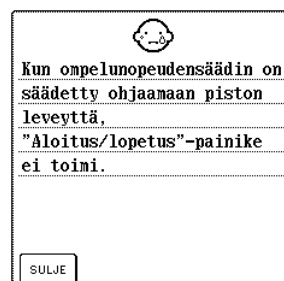 Kun ompelunopeudensäädin on
säädetty ohjaamaan piston
leveyttä,
"Aloitus/lopetus"-painike
ei toimi.
SULJE